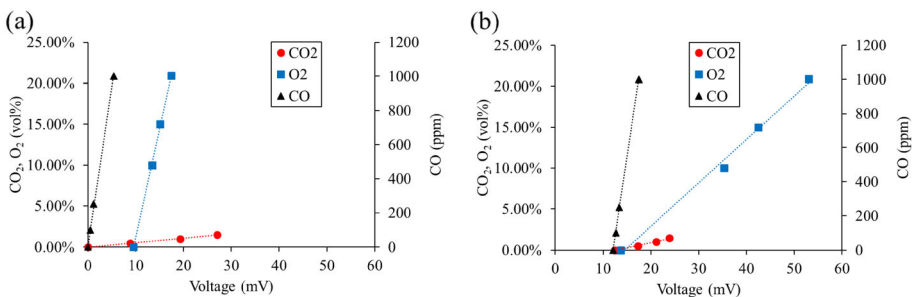 (a)
25.00%
20.00%
15.00%
10.00%
5.00%
0.00%
CO2, O2 (vol%)
CO2
O2
CO
1200
1000
800
600
400
200
0
CO (ppm)
0 10 20 30 40 50 60
Voltage (mV)
(b)
25.00%
20.00%
15.00%
10.00%
5.00%
0.00%
CO2, O2 (vol%)
CO2
O2
CO
1200
1000
800
600
400
200
0
CO (ppm)
0 10 20 30 40 50 60
Voltage (mV)